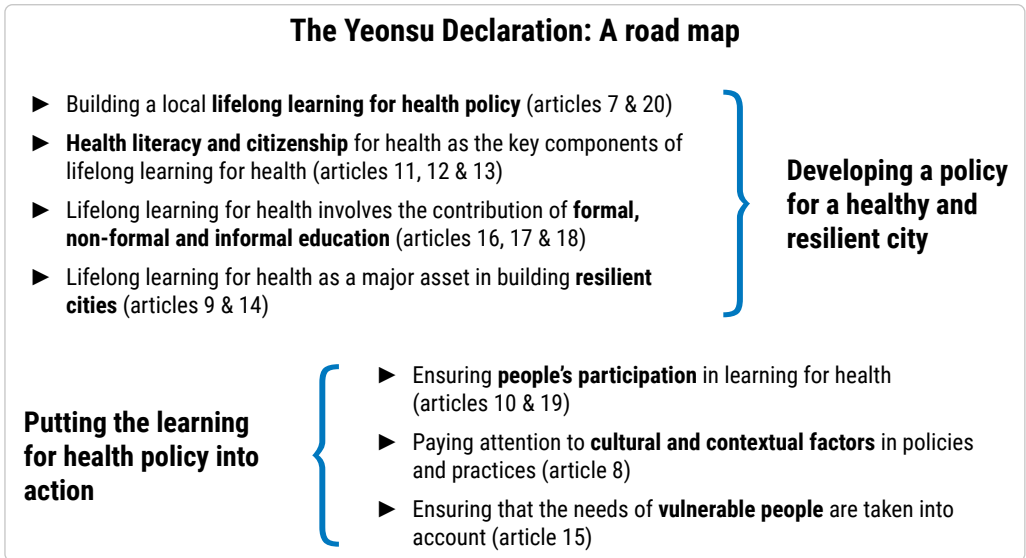 The Yeonsu Declaration: A road map
► Building a local lifelong learning for health policy (articles 7 & 20)
► Health literacy and citizenship for health as the key components of
lifelong learning for health (articles 11, 12 & 13)
► Lifelong learning for health involves the contribution of formal,
non-formal and informal education (articles 16, 17 & 18)
► Lifelong learning for health as a major asset in building resilient
cities (articles 9 & 14)
Developing a policy
for a healthy and
resilient city
Putting the learning
for health policy into
action
► Ensuring people's participation in learning for health
(articles 10 & 19)
► Paying attention to cultural and contextual factors in policies
and practices (article 8)
► Ensuring that the needs of vulnerable people are taken into
account (article 15)